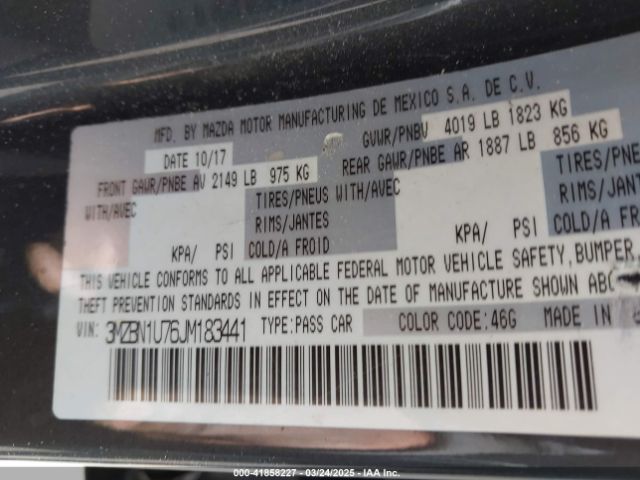 MFD. BY MAZDA MOTOR MANUFACTURING DE MEXICO S.A. DE C.V.
DATE 10/17 GVWR/PNBV 4019 LB 1823 KG
FRONT GAWR/PNBE AV 2149 LB 975 KG REAR GAWR/PNBE AR 1887 LB 856 KG
WITH/AVEC TIRES/PNEUS WITH/AVEC TIRES/PNEUS
RIMS/JANTES RIMS/JANTES
KPA/ PSI COLD/A FROID KPA/ PSI COLD/A FROID
THIS VEHICLE CONFORMS TO ALL APPLICABLE FEDERAL MOTOR VEHICLE SAFETY, BUMPER,
THEFT PREVENTION STANDARDS IN EFFECT ON THE DATE OF MANUFACTURE SHOWN
VIN: 3MZBN1U76JM183441 TYPE:PASS CAR COLOR CODE:46G MADE IN
000-41858227 - 03/24/2025 - IAA Inc.